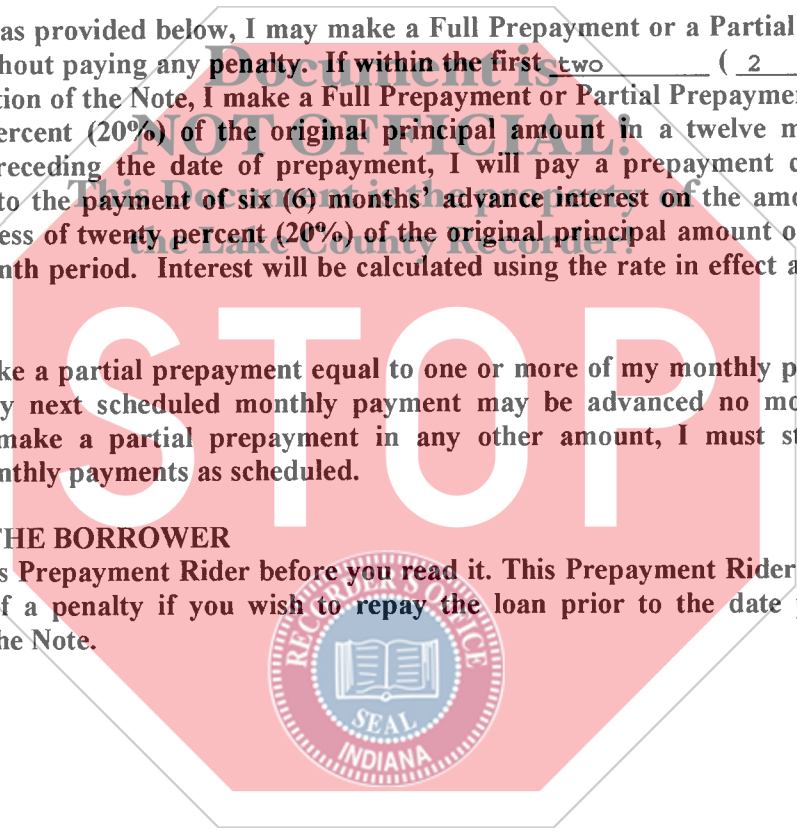 as provided below, I may make a Full Prepayment or a Partial
hout paying any penalty. If within the first two ( 2
tion of the Note, I make a Full Prepayment or Partial Prepayme
ercent (20%) of the original principal amount in a twelve m
receding the date of prepayment, I will pay a prepayment c
to the payment of six (6) months' advance interest on the amo
ess of twenty percent (20%) of the original principal amount o
nth period. Interest will be calculated using the rate in effect a
Document is
NOT OFFICIAL!
This Document is the property of
the Lake County Recorder!
STOP
ke a partial prepayment equal to one or more of my monthly p
y next scheduled monthly payment may be advanced no mo
make a partial prepayment in any other amount, I must st
nthly payments as scheduled.
THE BORROWER
s Prepayment Rider before you read it. This Prepayment Rider
f a penalty if you wish to repay the loan prior to the date
he Note.
RECORDER'S OFFICE
SEAL
INDIANA